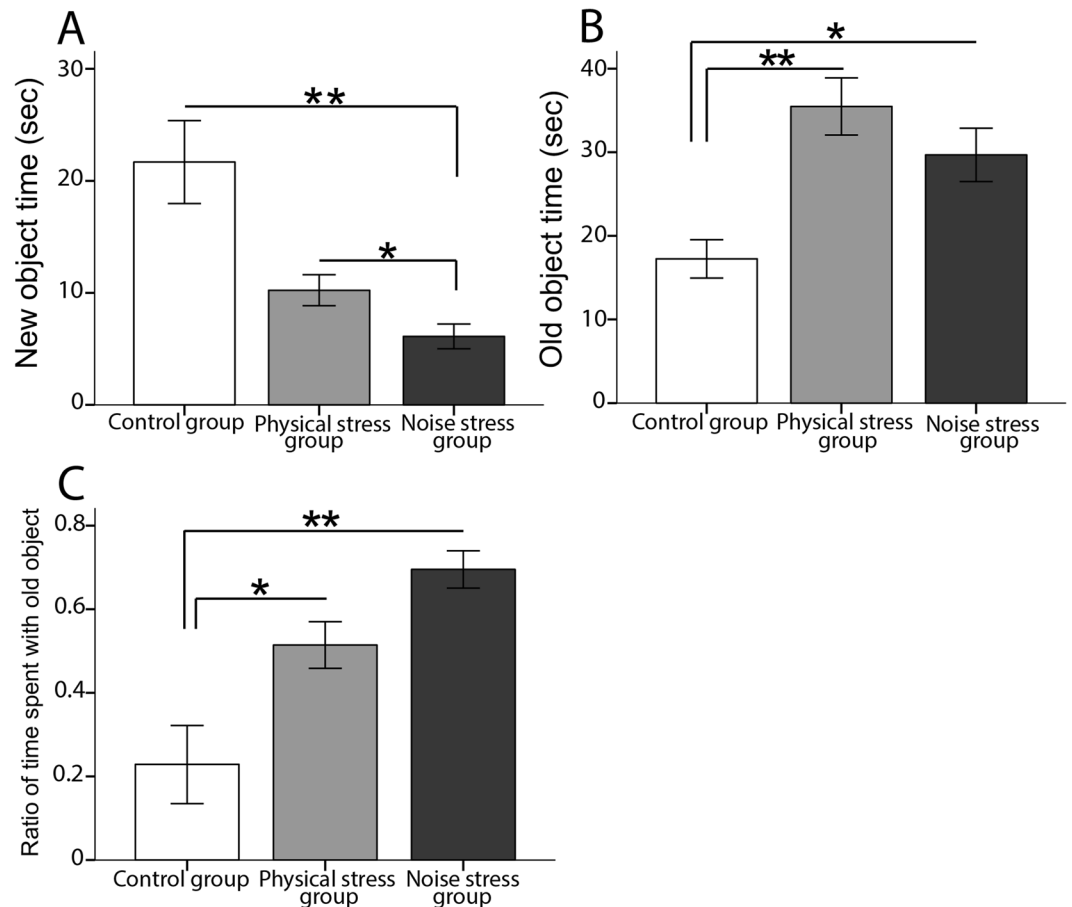 A
New object time (sec)
30
20
10
0
**
*
Control group
Physical stress
group
Noise stress
group
B
Old object time (sec)
40
30
20
10
0
*
**
Control group
Physical stress
group
Noise stress
group
C
Ratio of time spent with old object
0.8
0.6
0.4
0.2
0
**
*
Control group
Physical stress
group
Noise stress
group